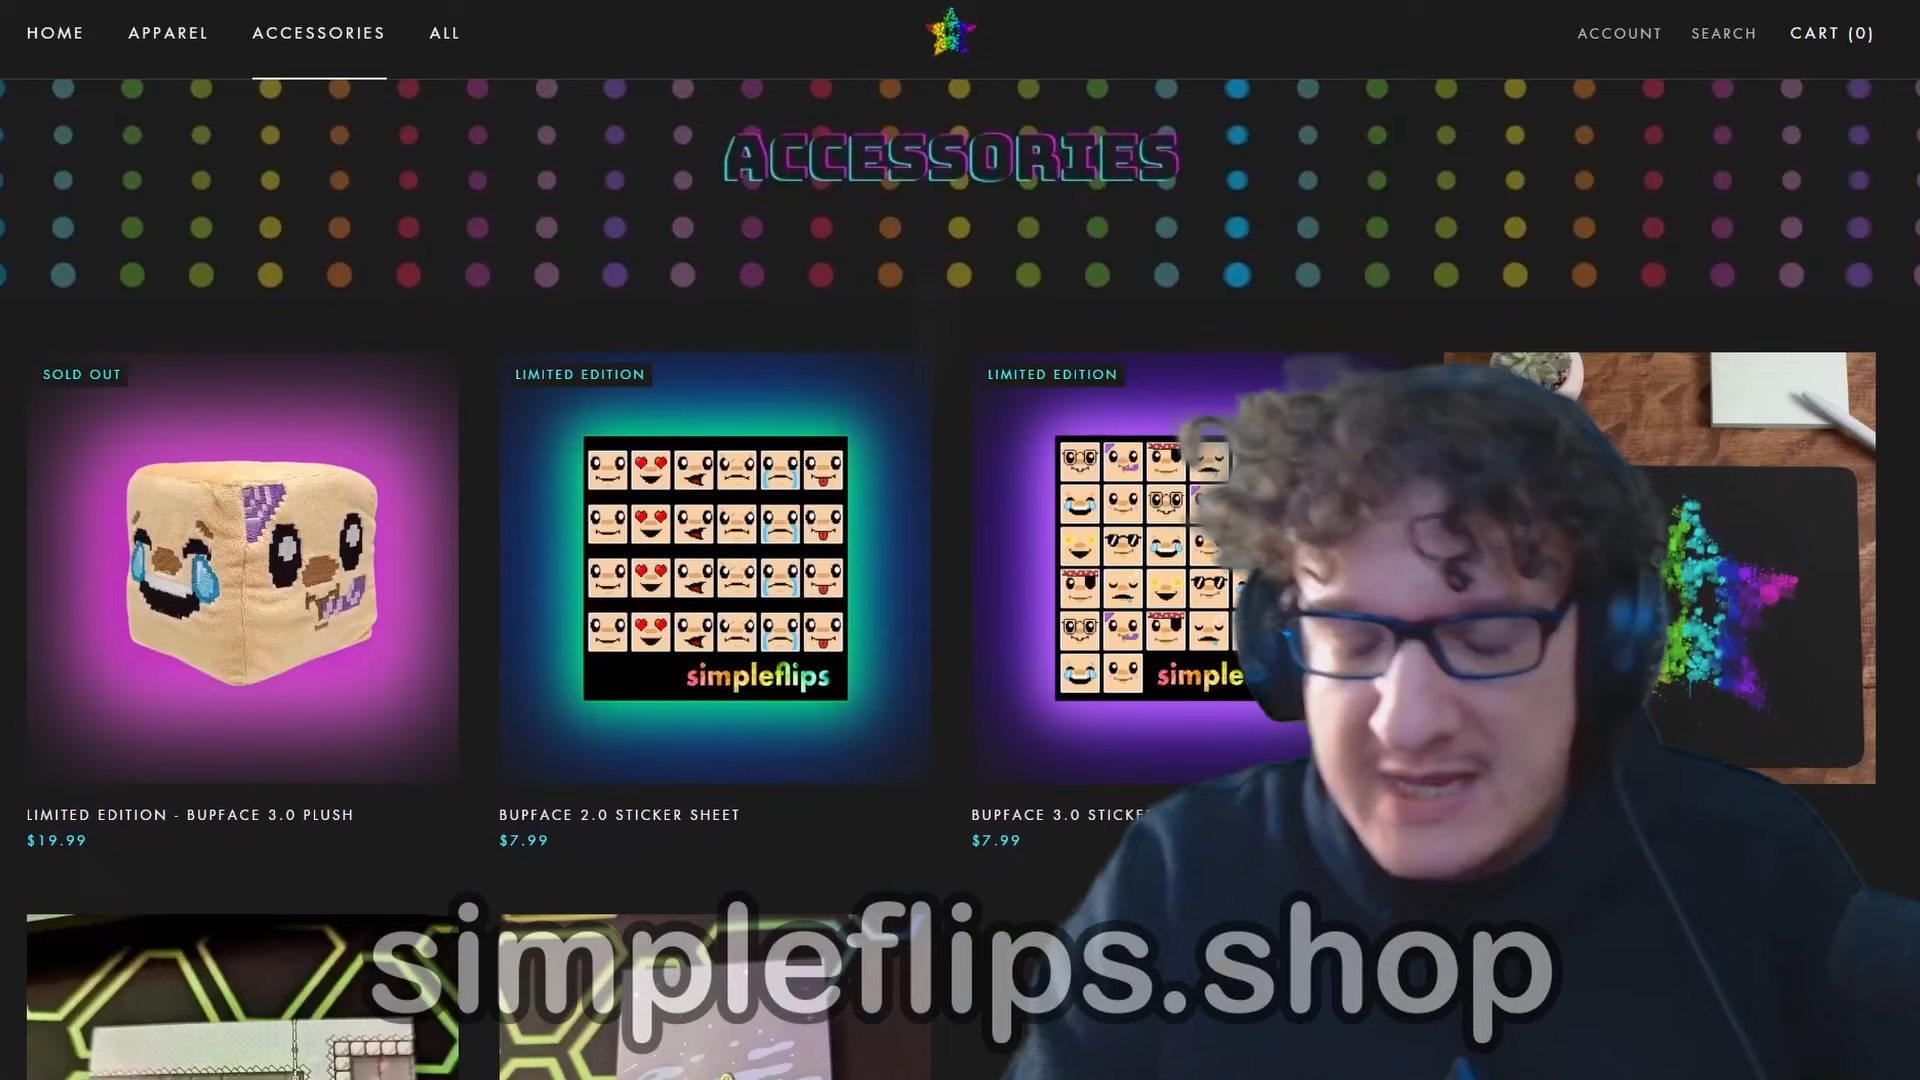 HOME APPAREL ACCESSORIES ALL ACCOUNT SEARCH CART (0)
ACCESSORIES
SOLD OUT
LIMITED EDITION
LIMITED EDITION
simpleflips
simple
LIMITED EDITION - BUPFACE 3.0 PLUSH
$19.99
BUPFACE 2.0 STICKER SHEET
$7.99
BUPFACE 3.0 STICKE
$7.99
simpleflips.shop